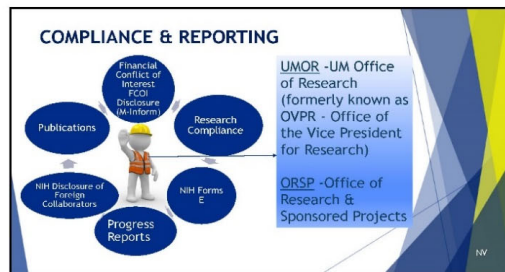 COMPLIANCE & REPORTING
Financial
Conflict of
Interest
FCOI
Disclosure
(M-Inform)
Publications
Research
Compliance
NIH Disclosure of
Foreign
Collaborators
NIH Forms
E
Progress
Reports
UMOR -UM Office
of Research
(formerly known as
OVPR - Office of
the Vice President
for Research)
ORSP -Office of
Research &
Sponsored Projects
NV